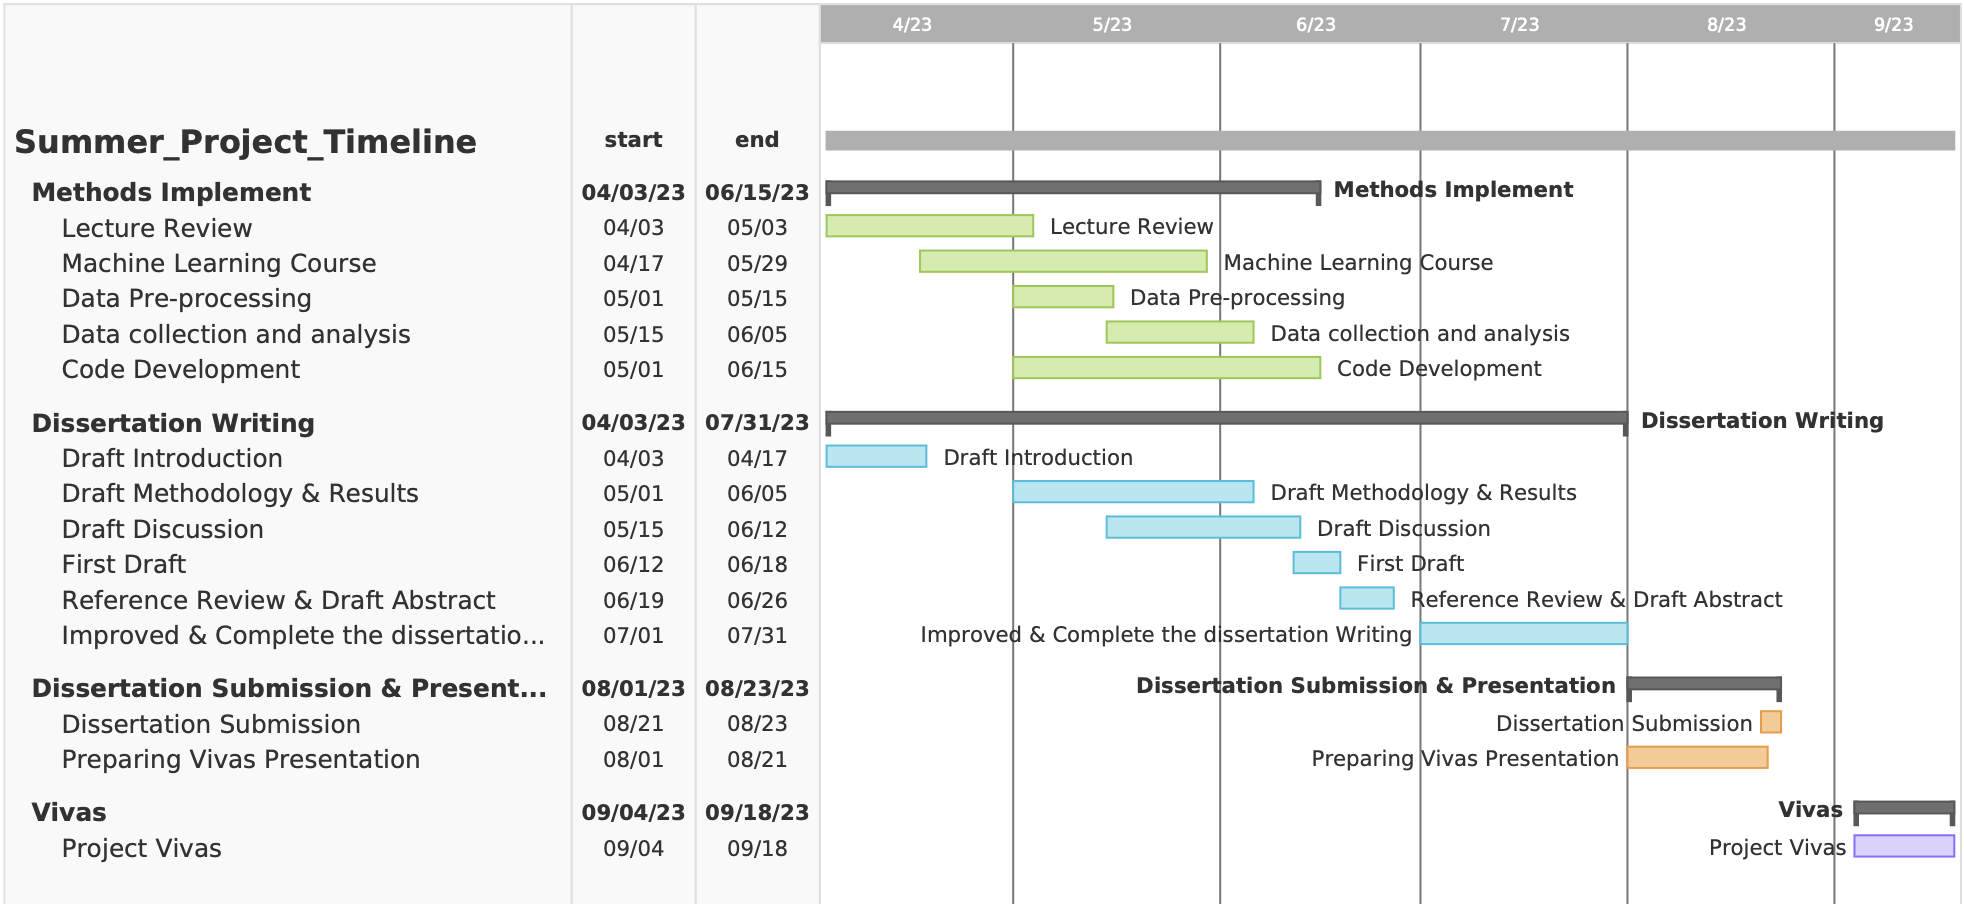 4/23 5/23 6/23 7/23 8/23 9/23
Summer_Project_Timeline start end
Methods Implement 04/03/23 06/15/23 Methods Implement
Lecture Review 04/03 05/03 Lecture Review
Machine Learning Course 04/17 05/29 Machine Learning Course
Data Pre-processing 05/01 05/15 Data Pre-processing
Data collection and analysis 05/15 06/05 Data collection and analysis
Code Development 05/01 06/15 Code Development
Dissertation Writing 04/03/23 07/31/23 Dissertation Writing
Draft Introduction 04/03 04/17 Draft Introduction
Draft Methodology & Results 05/01 06/05 Draft Methodology & Results
Draft Discussion 05/15 06/12 Draft Discussion
First Draft 06/12 06/18 First Draft
Reference Review & Draft Abstract 06/19 06/26 Reference Review & Draft Abstract
Improved & Complete the dissertatio... 07/01 07/31 Improved & Complete the dissertation Writing
Dissertation Submission & Present... 08/01/23 08/23/23 Dissertation Submission & Presentation
Dissertation Submission 08/21 08/23 Dissertation Submission
Preparing Vivas Presentation 08/01 08/21 Preparing Vivas Presentation
Vivas 09/04/23 09/18/23 Vivas
Project Vivas 09/04 09/18 Project Vivas